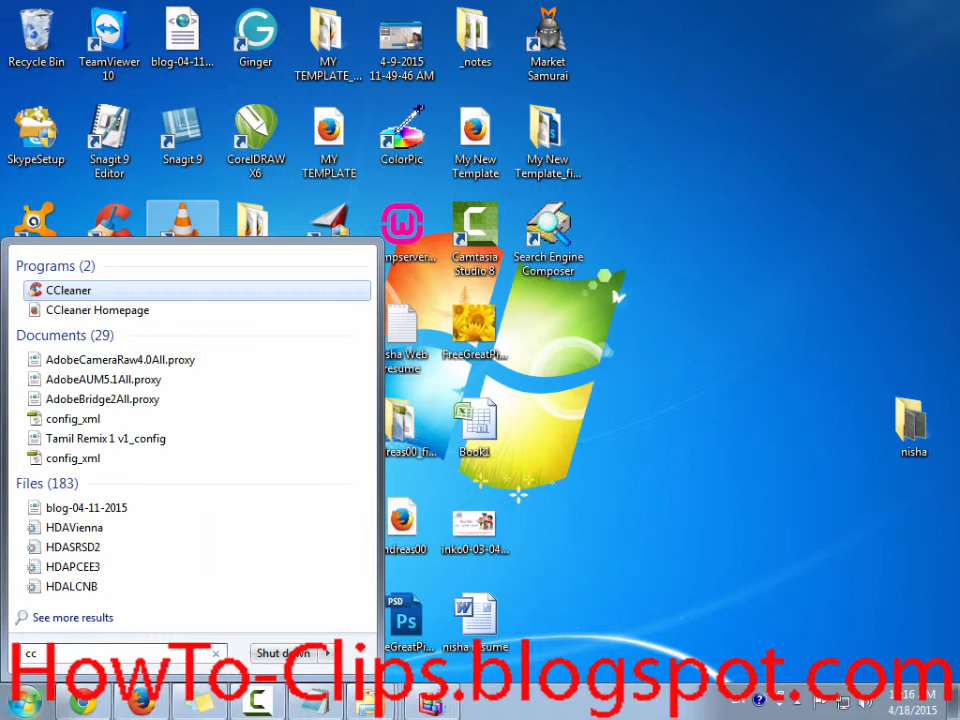 Recycle Bin
TeamViewer 10
blog-04-11...
Ginger
MY TEMPLATE_...
4-9-2015 11-49-46 AM
_notes
Market Samurai
SkypeSetup
Snagit 9 Editor
Snagit 9
CorelDRAW X6
MY TEMPLATE
ColorPic
My New Template
My New Template_fi...
mpserver...
Camtasia Studio 8
Search Engine Composer
Programs (2)
CCleaner
CCleaner Homepage
Documents (29)
AdobeCameraRaw4.0All.proxy
AdobeAUM5.1All.proxy
AdobeBridge2All.proxy
config_xml
Tamil Remix 1 v1_config
config_xml
Files (183)
blog-04-11-2015
HDAVienna
HDASRSD2
HDAPCEE3
HDALCNB
See more results
cc
Shut down
sha Web
resume
FreeGreatPi...
reas00_fi...
Book1
nisha
ndreas00
inko0-03-04...
PSD
Ps
eGreatPi...
nisha resume
HowTo-Clips.blogspot.com
EN
4/18/2015